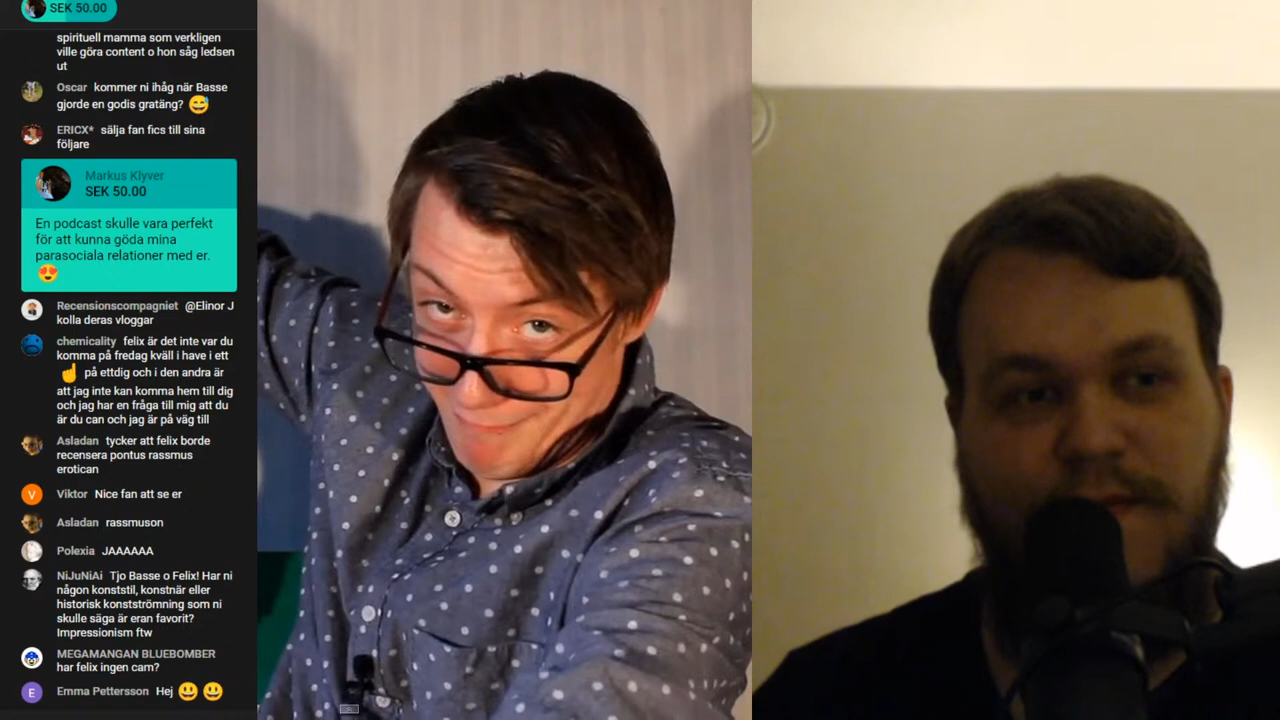 SEK 50.00
spirituell mamma som verkligen
ville göra content o hon såg ledsen
ut
Oscar kommer ni ihåg när Basse
gjorde en godis gratäng? 😅
ERICX* sälja fan fics till sina
följare
Markus Klyver
SEK 50.00
En podcast skulle vara perfekt
för att kunna göda mina
parasociala relationer med er.
😍
Recensionscompagniet @Elinor J
kolla deras vloggar
chemicality felix är det inte var du
komma på fredag kväll i have i ett
☝ på ettdig och i den andra är
att jag inte kan komma hem till dig
och jag har en fråga till mig att du
är du can och jag är på väg till
Asladan tycker att felix borde
recensera pontus rassmus
erotican
V Viktor Nice fan att se er
Asladan rassmuson
Polexia JAAAAAA
NiJuNiAi Tjo Basse o Felix! Har ni
någon konststil, konstnär eller
historisk konstströmning som ni
skulle säga är eran favorit?
Impressionism ftw
MEGAMANGAN BLUEBOMBER
har felix ingen cam?
E Emma Pettersson Hej 😃 😃